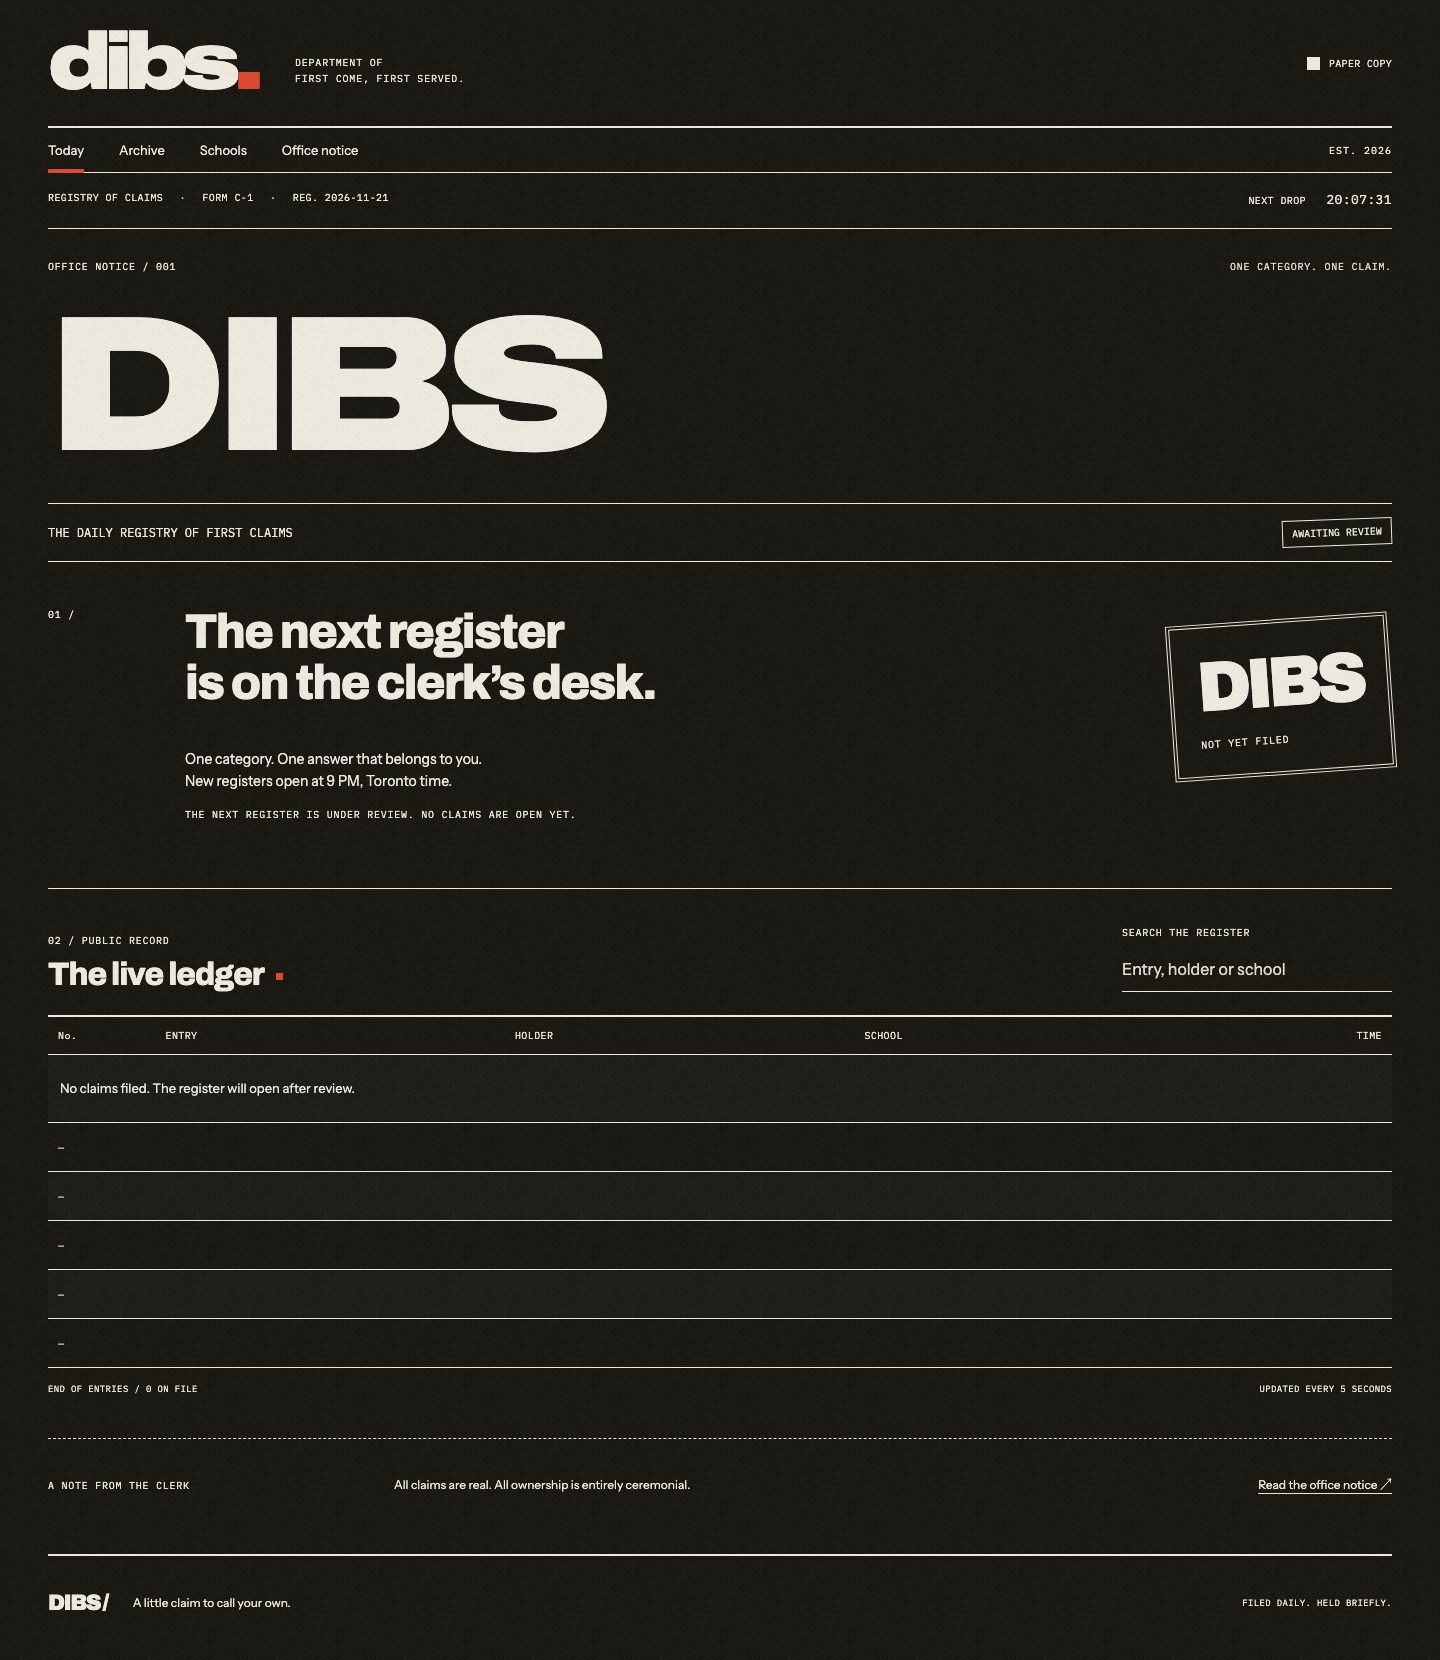 dibs.
DEPARTMENT OF
FIRST COME, FIRST SERVED.
PAPER COPY
Today Archive Schools Office notice
EST. 2026
REGISTRY OF CLAIMS · FORM C-1 · REG. 2026-11-21
NEXT DROP 20:07:31
OFFICE NOTICE / 001
ONE CATEGORY. ONE CLAIM.
DIBS
THE DAILY REGISTRY OF FIRST CLAIMS
AWAITING REVIEW
01 /
The next register
is on the clerk’s desk.
One category. One answer that belongs to you.
New registers open at 9 PM, Toronto time.
THE NEXT REGISTER IS UNDER REVIEW. NO CLAIMS ARE OPEN YET.
DIBS
NOT YET FILED
02 / PUBLIC RECORD
The live ledger
SEARCH THE REGISTER
Entry, holder or school
No. ENTRY HOLDER SCHOOL TIME
No claims filed. The register will open after review.
–
–
–
–
–
END OF ENTRIES / 0 ON FILE
UPDATED EVERY 5 SECONDS
A NOTE FROM THE CLERK
All claims are real. All ownership is entirely ceremonial.
Read the office notice ↗
DIBS/
A little claim to call your own.
FILED DAILY. HELD BRIEFLY.